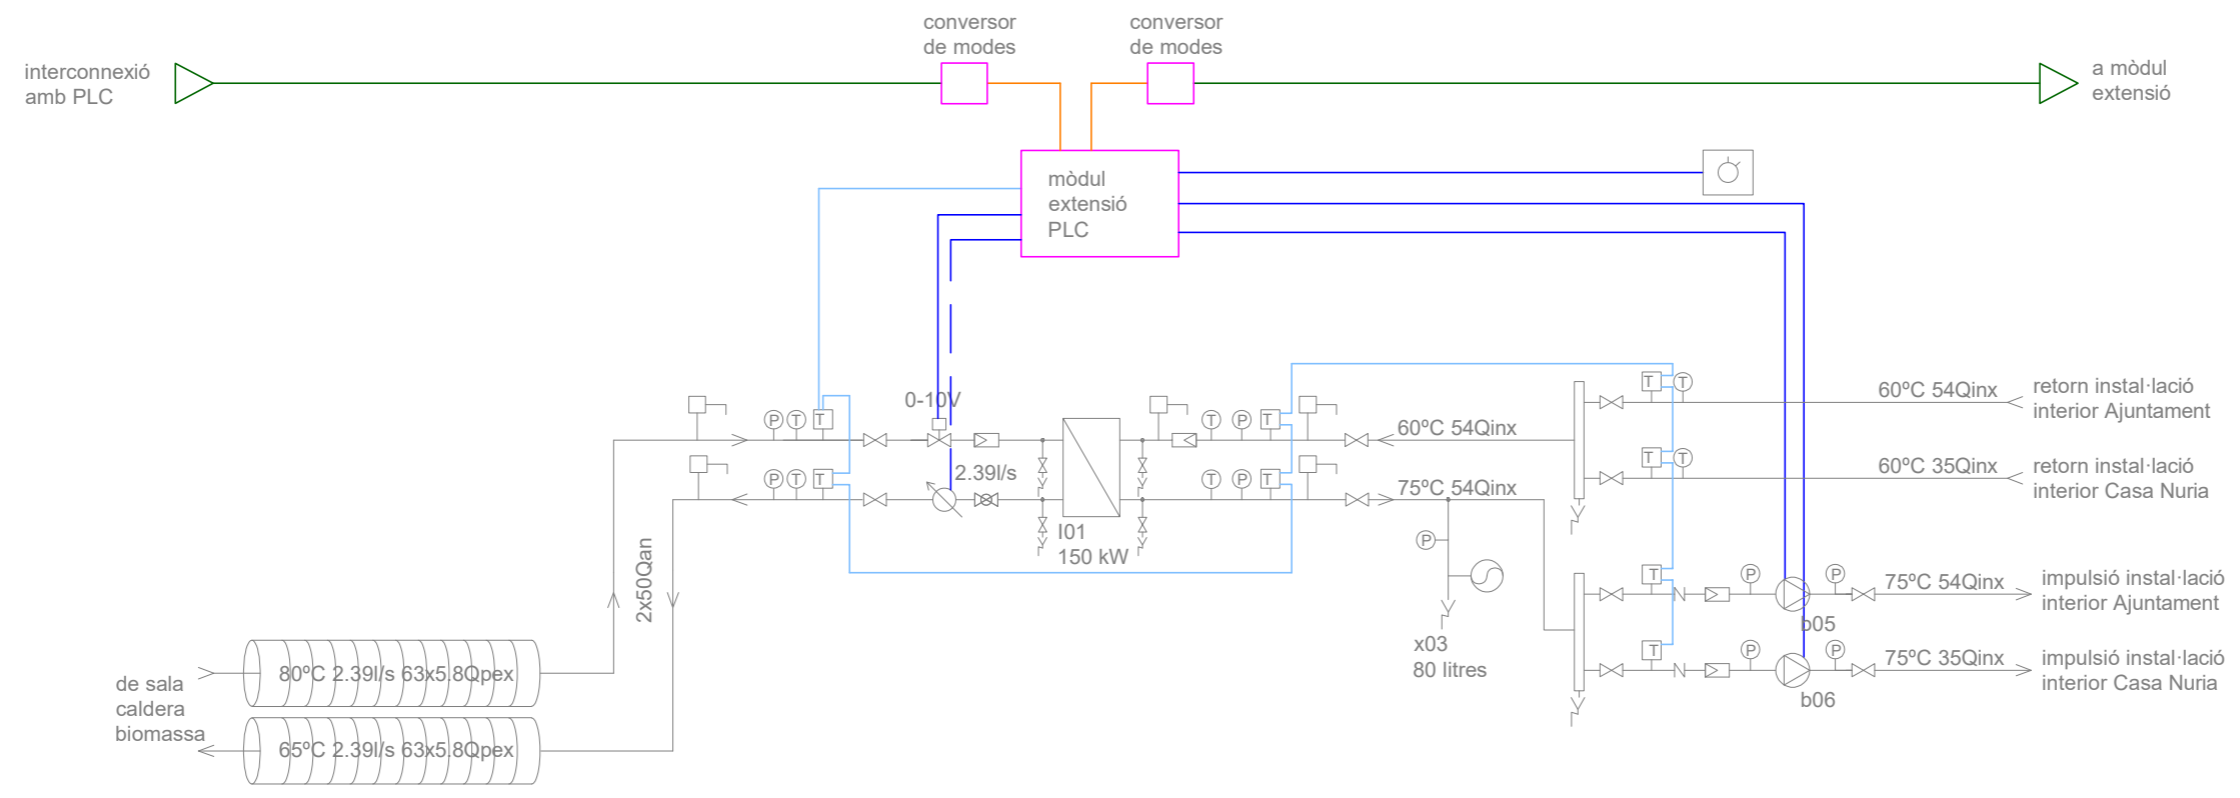 conversor
de modes
conversor
de modes
interconnexió
amb PLC
a mòdul
extensió
mòdul
extensió
PLC
0-10V
P
T
T
T
P
T
60ºC 54Qinx
T
T
60ºC 54Qinx
retorn instal·lació
interior Ajuntament
P
T
T
2.39l/s
T
P
T
75ºC 54Qinx
T
T
60ºC 35Qinx
retorn instal·lació
interior Casa Nuria
I01
150 kW
2x50Qan
P
x03
80 litres
T
N
P
P
b05
75ºC 54Qinx
impulsió instal·lació
interior Ajuntament
T
N
P
P
b06
75ºC 35Qinx
impulsió instal·lació
interior Casa Nuria
de sala
caldera
biomassa
80ºC 2.39l/s 63x5.8Qpex
65ºC 2.39l/s 63x5.8Qpex